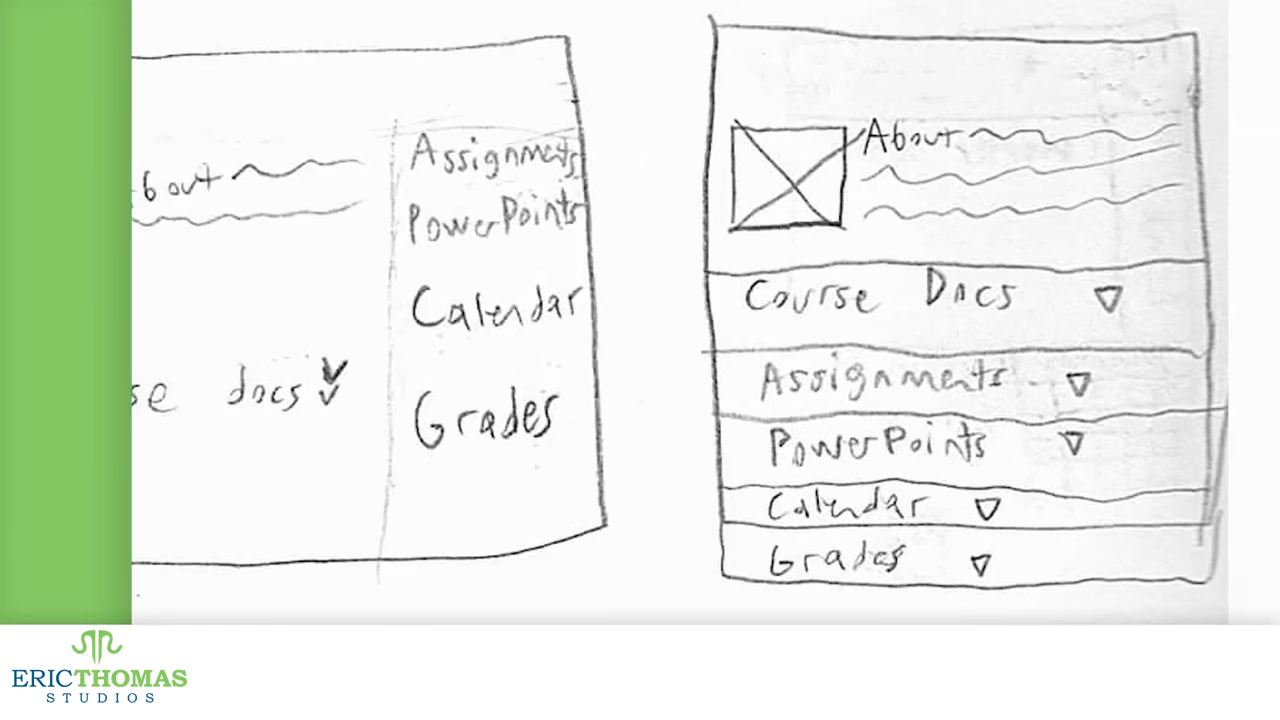 bout
Assignments
PowerPoints
Calendar
se docs
Grades
About
Course Docs
Assignments
PowerPoints
Calendar
Grades
ERICTHOMAS
STUDIOS